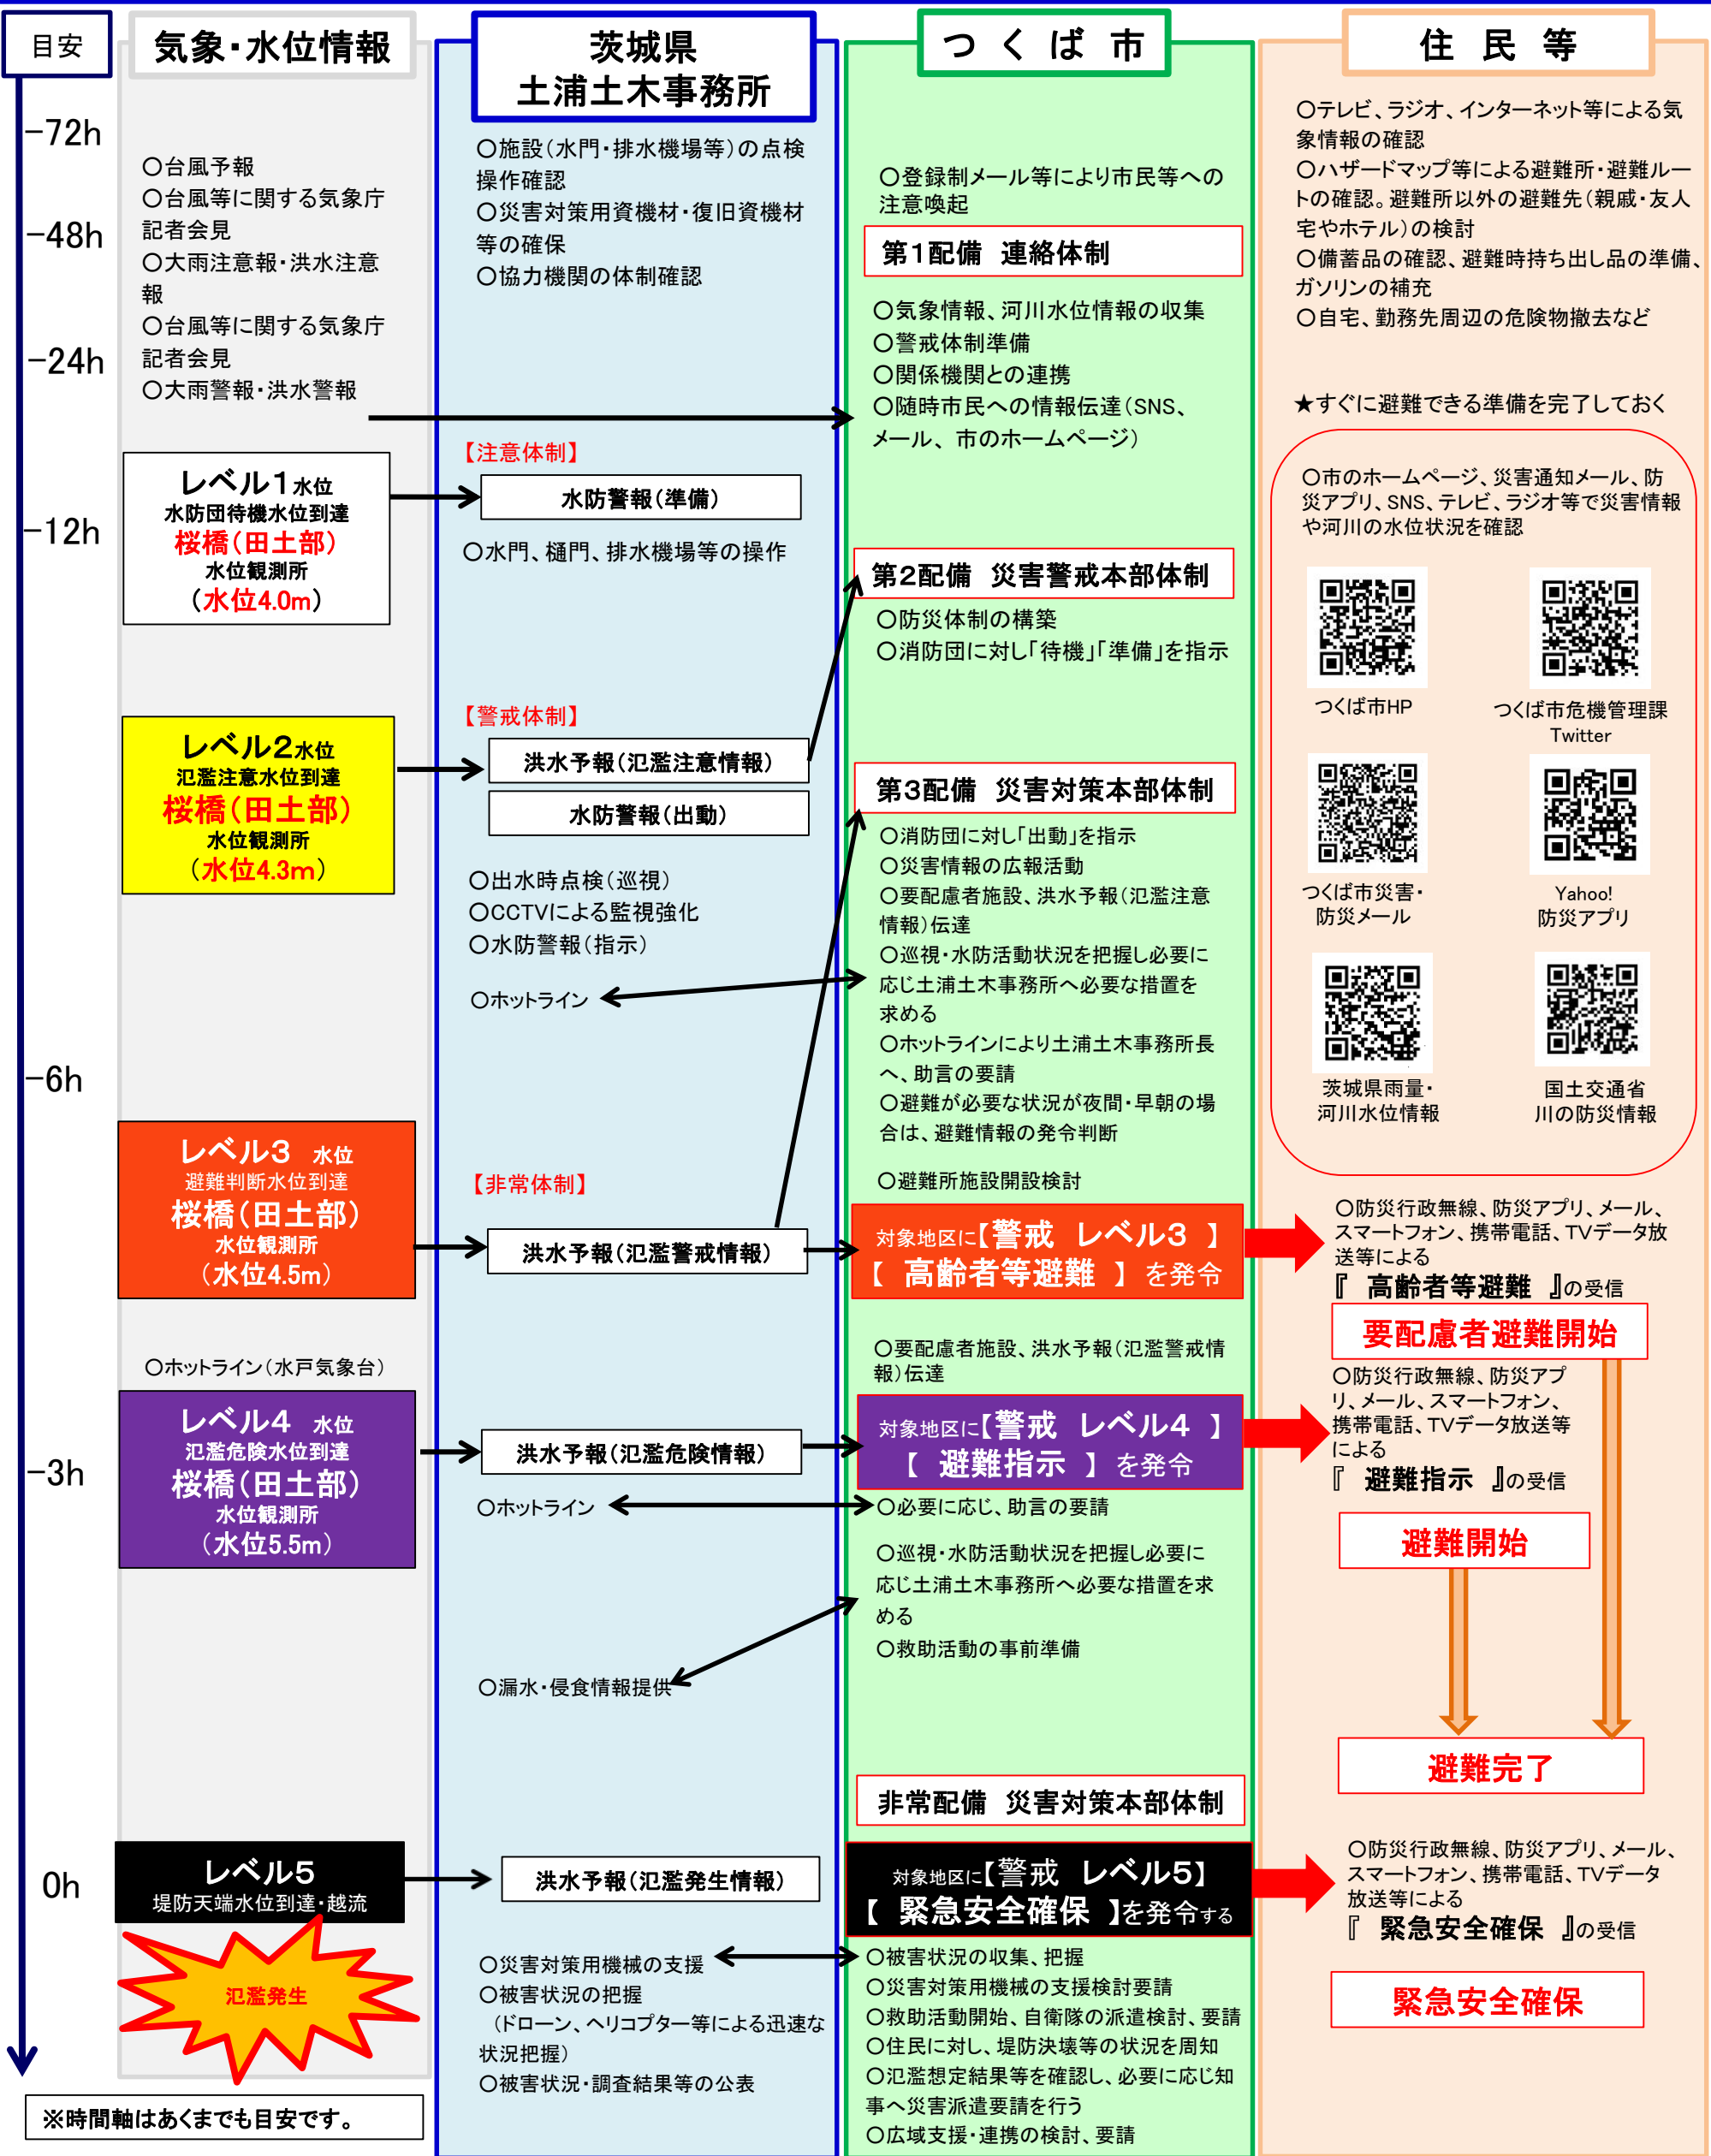 目安
-72h
-48h
-24h
-12h
-6h
-3h
0h
※時間軸はあくまでも目安です。
気象・水位情報
○台風予報
○台風等に関する気象庁
記者会見
○大雨注意報・洪水注意
報
○台風等に関する気象庁
記者会見
○大雨警報・洪水警報
レベル1水位
水防団待機水位到達
桜橋(田土部)
水位観測所
(水位4.0m)
レベル2水位
氾濫注意水位到達
桜橋(田土部)
水位観測所
(水位4.3m)
レベル3 水位
避難判断水位到達
桜橋(田土部)
水位観測所
(水位4.5m)
○ホットライン(水戸気象台)
レベル4 水位
氾濫危険水位到達
桜橋(田土部)
水位観測所
(水位5.5m)
レベル5
堤防天端水位到達・越流
氾濫発生
茨城県
土浦土木事務所
○施設(水門・排水機場等)の点検
操作確認
○災害対策用資機材・復旧資機材
等の確保
○協力機関の体制確認
【注意体制】
水防警報(準備)
○水門、樋門、排水機場等の操作
【警戒体制】
洪水予報(氾濫注意情報)
水防警報(出動)
○出水時点検(巡視)
○CCTVによる監視強化
○水防警報(指示)
○ホットライン
【非常体制】
洪水予報(氾濫警戒情報)
洪水予報(氾濫危険情報)
○ホットライン
○漏水・侵食情報提供
洪水予報(氾濫発生情報)
○災害対策用機械の支援
○被害状況の把握
(ドローン、ヘリコプター等による迅速な
状況把握)
○被害状況・調査結果等の公表
つくば市
○登録制メール等により市民等への
注意喚起
第1配備 連絡体制
○気象情報、河川水位情報の収集
○警戒体制準備
○関係機関との連携
○随時市民への情報伝達(SNS、
メール、市のホームページ)
第2配備 災害警戒本部体制
○防災体制の構築
○消防団に対し「待機」「準備」を指示
第3配備 災害対策本部体制
○消防団に対し「出動」を指示
○災害情報の広報活動
○要配慮者施設、洪水予報(氾濫注意
情報)伝達
○巡視・水防活動状況を把握し必要に
応じ土浦土木事務所へ必要な措置を
求める
○ホットラインにより土浦土木事務所長
へ、助言の要請
○避難が必要な状況が夜間・早朝の場
合は、避難情報の発令判断
○避難所施設開設検討
対象地区に【警戒 レベル3 】
【 高齢者等避難 】 を発令
○要配慮者施設、洪水予報(氾濫警戒情
報)伝達
対象地区に【警戒 レベル4 】
【 避難指示 】 を発令
○必要に応じ、助言の要請
○巡視・水防活動状況を把握し必要に
応じ土浦土木事務所へ必要な措置を求
める
○救助活動の事前準備
非常配備 災害対策本部体制
対象地区に【警戒 レベル5】
【 緊急安全確保 】を発令する
○被害状況の収集、把握
○災害対策用機械の支援検討要請
○救助活動開始、自衛隊の派遣検討、要請
○住民に対し、堤防決壊等の状況を周知
○氾濫想定結果等を確認し、必要に応じ知
事へ災害派遣要請を行う
○広域支援・連携の検討、要請
住民等
○テレビ、ラジオ、インターネット等による気
象情報の確認
○ハザードマップ等による避難所・避難ルー
トの確認。避難所以外の避難先(親戚・友人
宅やホテル)の検討
○備蓄品の確認、避難時持ち出し品の準備、
ガソリンの補充
○自宅、勤務先周辺の危険物撤去など
★すぐに避難できる準備を完了しておく
○市のホームページ、災害通知メール、防
災アプリ、SNS、テレビ、ラジオ等で災害情報
や河川の水位状況を確認
つくば市HP
つくば市危機管理課
Twitter
つくば市災害・
防災メール
Yahoo!
防災アプリ
茨城県雨量・
河川水位情報
国土交通省
川の防災情報
○防災行政無線、防災アプリ、メール、
スマートフォン、携帯電話、TVデータ放
送等による
『 高齢者等避難 』の受信
要配慮者避難開始
○防災行政無線、防災アプ
リ、メール、スマートフォン、
携帯電話、TVデータ放送等
による
『 避難指示 』の受信
避難開始
避難完了
○防災行政無線、防災アプリ、メール、
スマートフォン、携帯電話、TVデータ
放送等による
『 緊急安全確保 』の受信
緊急安全確保